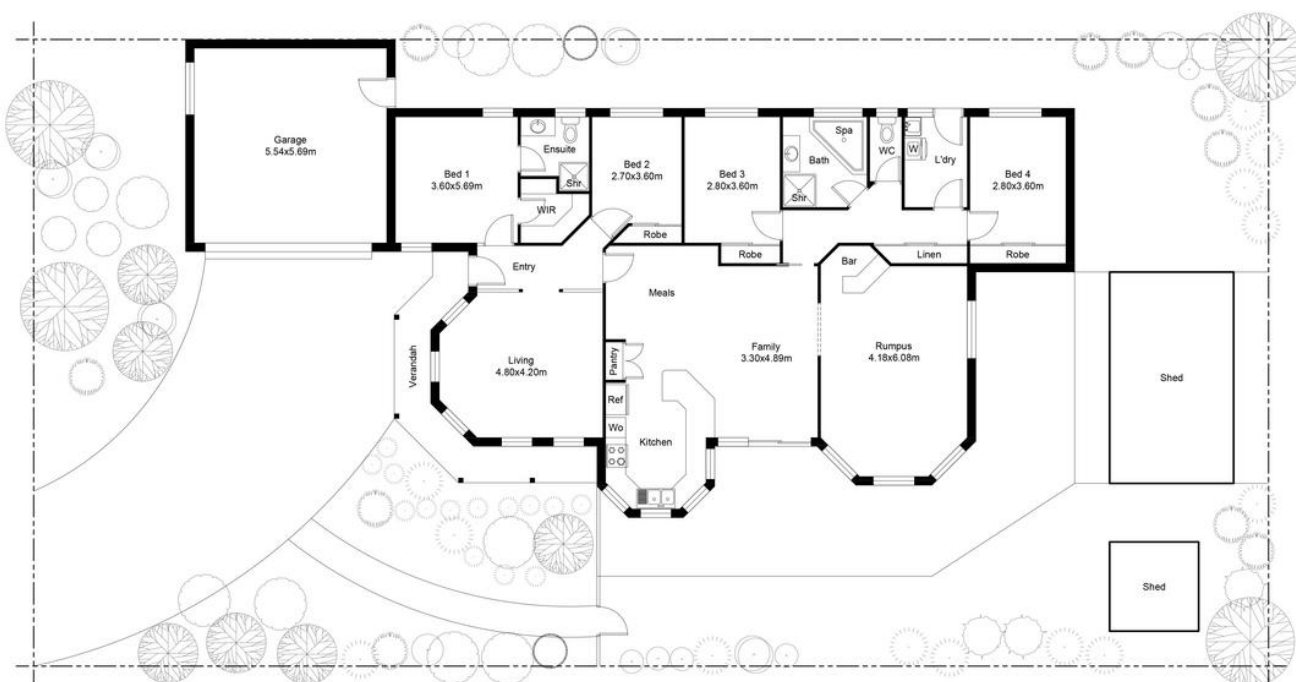 Garage
5.54x5.69m
Bed 1
3.60x5.69m
Ensuite
Shr
WIR
Bed 2
2.70x3.60m
Robe
Bed 3
2.80x3.60m
Robe
Spa
Bath
Shr
WC
W
L'dry
Bed 4
2.80x3.60m
Robe
Linen
Bar
Entry
Meals
Verandah
Living
4.80x4.20m
Pantry
Ref
Wo
Kitchen
Family
3.30x4.89m
Rumpus
4.18x6.08m
Shed
Shed